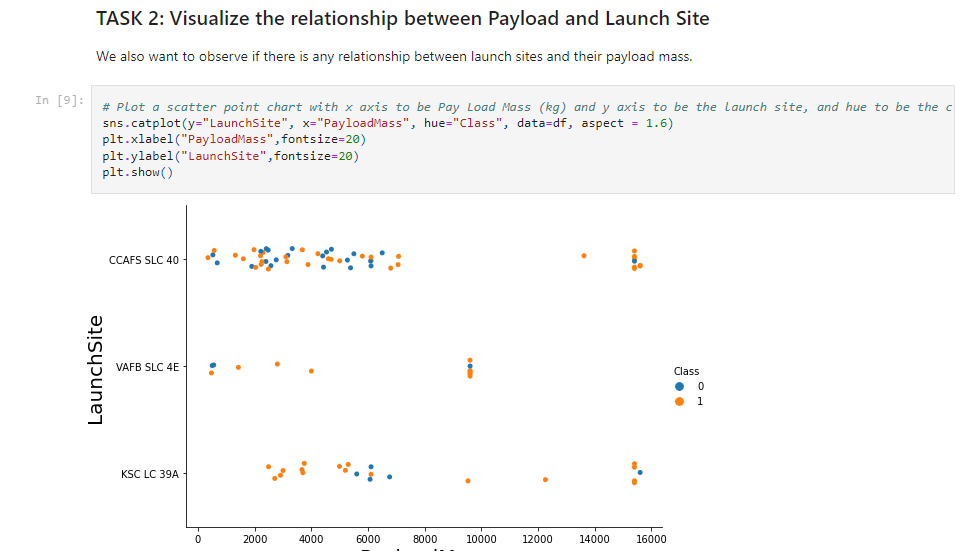 TASK 2: Visualize the relationship between Payload and Launch Site
We also want to observe if there is any relationship between launch sites and their payload mass.
In [9]:
# Plot a scatter point chart with x axis to be Pay Load Mass (kg) and y axis to be the launch site, and hue to be the c
sns.catplot(y="LaunchSite", x="PayloadMass", hue="Class", data=df, aspect = 1.6)
plt.xlabel("PayloadMass",fontsize=20)
plt.ylabel("LaunchSite",fontsize=20)
plt.show()
LaunchSite
CCAFS SLC 40
VAFB SLC 4E
KSC LC 39A
Class
0
1
0 2000 4000 6000 8000 10000 12000 14000 16000